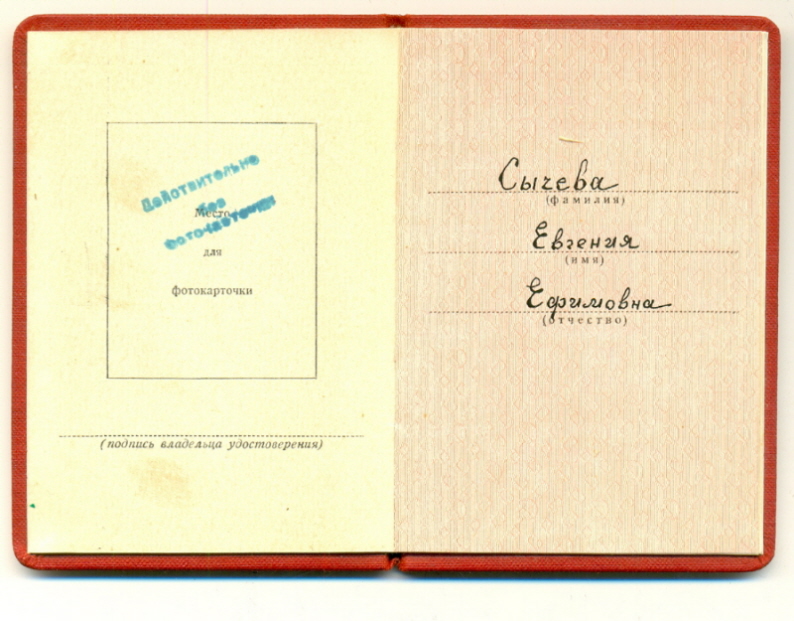 Действительно
без
фотокарточки
Место
для
фотокарточки
(подпись владельца удостоверения)
Сычева
(фамилия)
Евгения
(имя)
Ефимовна
(отчество)